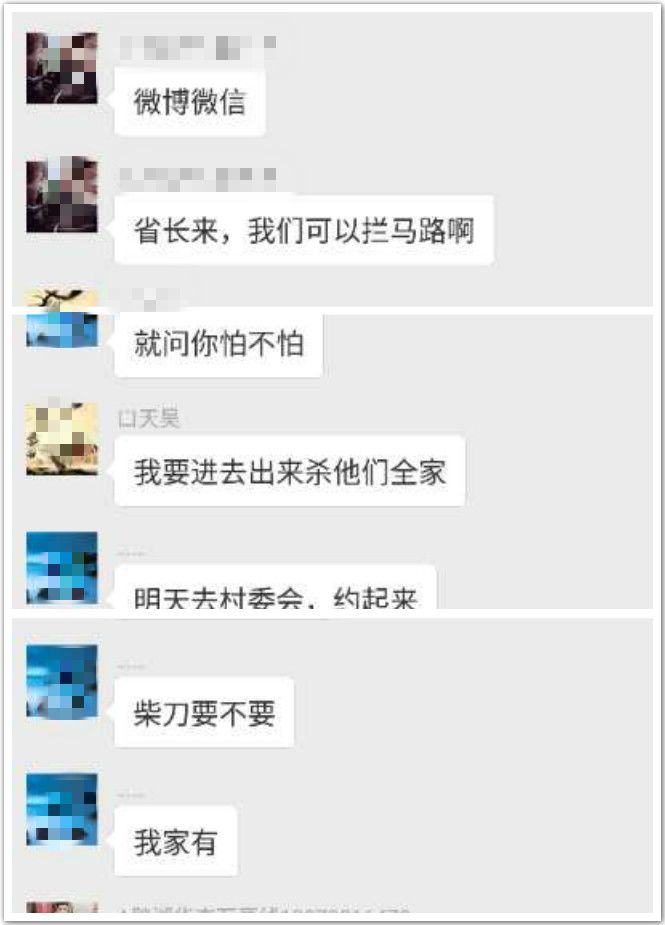 微博微信
省长来，我们可以拦马路啊
就问你怕不怕
口天昊
我要进去出来杀他们全家
.....
明天去村委会，约起来
.....
柴刀要不要
.....
我家有